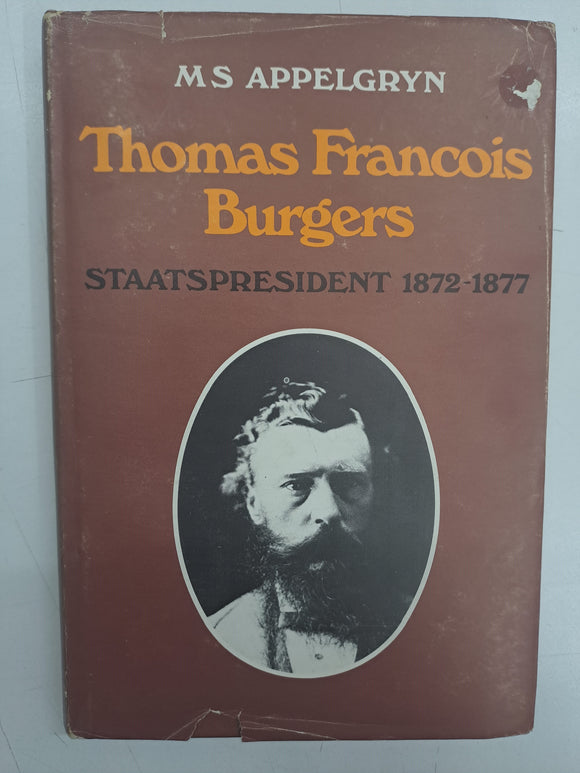 M S APPELGRYN
Thomas Francois
Burgers
STAATSPRESIDENT 1872-1877